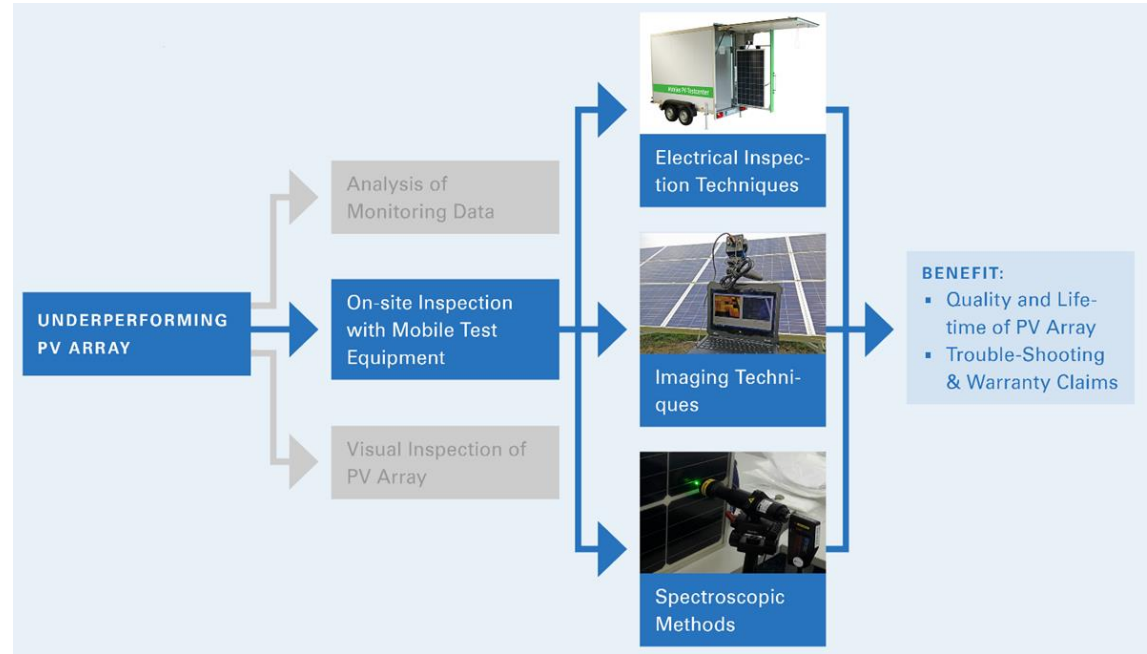 Electrical Inspec-
tion Techniques
Analysis of
Monitoring Data
UNDERPERFORMING
PV ARRAY
On-site Inspection
with Mobile Test
Equipment
Imaging Techni-
ques
BENEFIT:
▪ Quality and Life-
time of PV Array
▪ Trouble-Shooting
& Warranty Claims
Visual Inspection of
PV Array
Spectroscopic
Methods